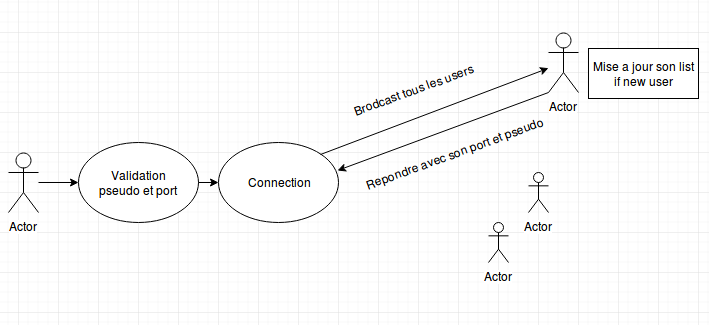 Brodcast tous les users
Mise a jour son list
if new user
Actor
Repondre avec son port et pseudo
Validation
pseudo et port
Connection
Actor
Actor
Actor